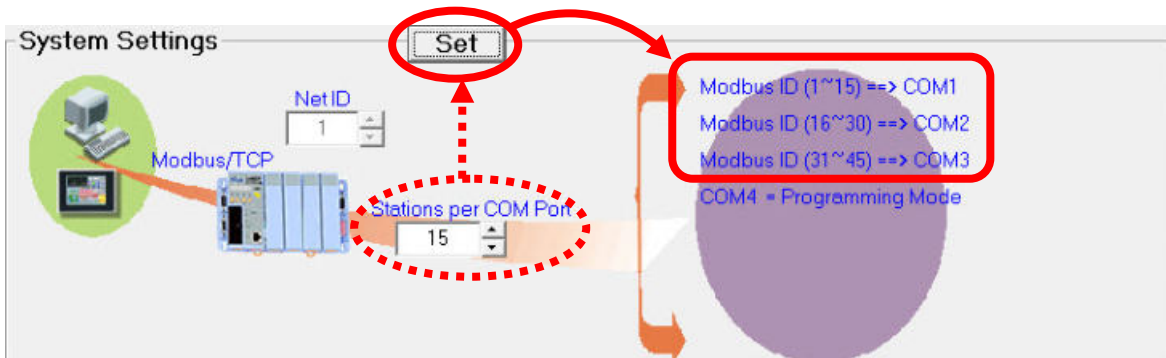 System Settings
Set
Net ID
1
Modbus/TCP
Stations per COM Port
15
Modbus ID (1~15) ==> COM1
Modbus ID (16~30) ==> COM2
Modbus ID (31~45) ==> COM3
COM4 = Programming Mode